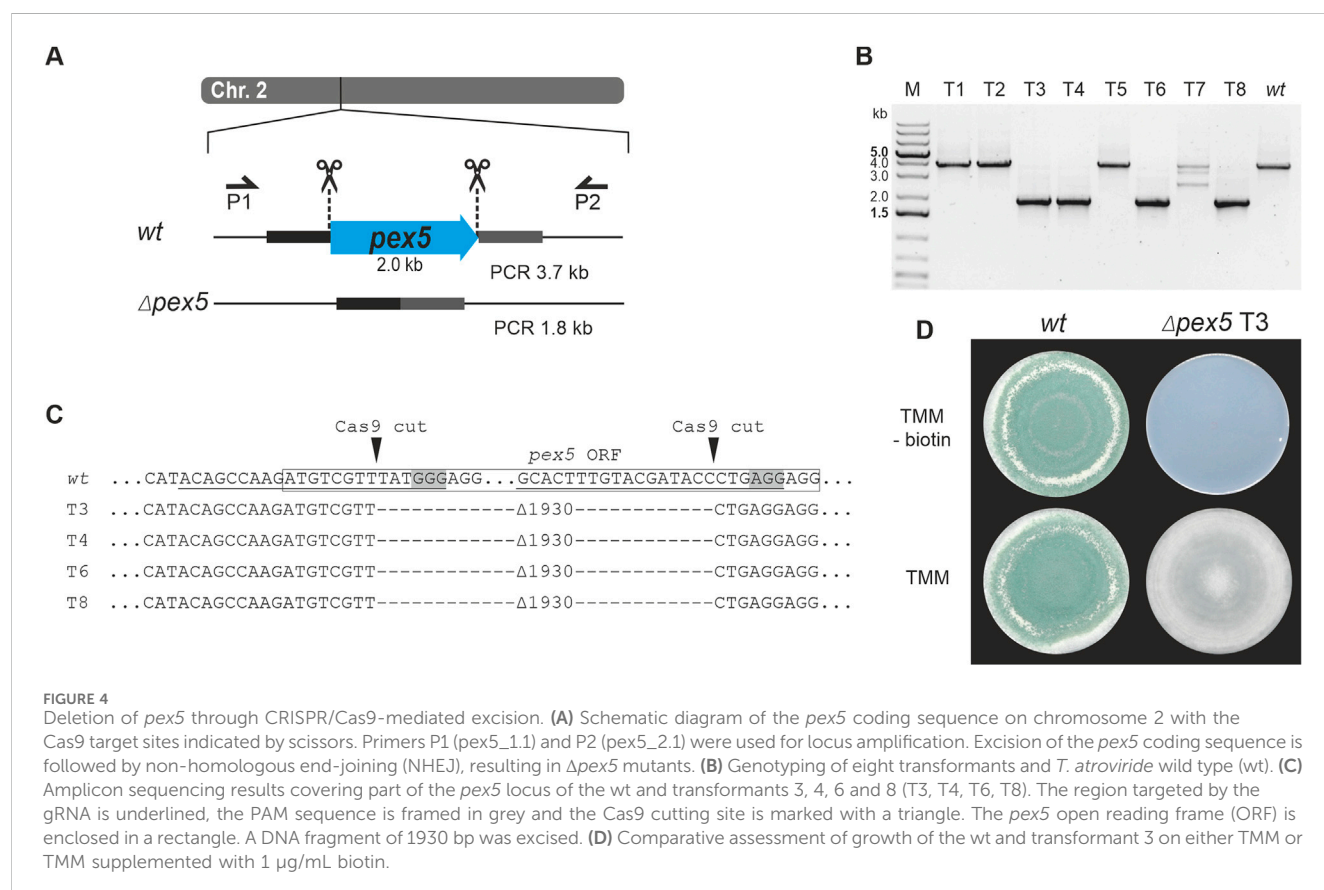 A
Chr. 2
P1
P2
wt
pex5
2.0 kb
PCR 3.7 kb
Δpex5
PCR 1.8 kb
B
M T1 T2 T3 T4 T5 T6 T7 T8 wt
kb
5.0
4.0
3.0
2.0
1.5
C
Cas9 cut Cas9 cut
pex5 ORF
wt ...CATACAGCCAAGATGTCGTTTATGGGAGG...GCACTTTGTACGATACCCTGAGGAGG...
T3 ...CATACAGCCAAGATGTCGTT------------Δ1930------------CTGAGGAGG...
T4 ...CATACAGCCAAGATGTCGTT------------Δ1930------------CTGAGGAGG...
T6 ...CATACAGCCAAGATGTCGTT------------Δ1930------------CTGAGGAGG...
T8 ...CATACAGCCAAGATGTCGTT------------Δ1930------------CTGAGGAGG...
D
wt Δpex5 T3
TMM
- biotin
TMM
FIGURE 4
Deletion of pex5 through CRISPR/Cas9-mediated excision. (A) Schematic diagram of the pex5 coding sequence on chromosome 2 with the
Cas9 target sites indicated by scissors. Primers P1 (pex5_1.1) and P2 (pex5_2.1) were used for locus amplification. Excision of the pex5 coding sequence is
followed by non-homologous end-joining (NHEJ), resulting in Δpex5 mutants. (B) Genotyping of eight transformants and T. atroviride wild type (wt). (C)
Amplicon sequencing results covering part of the pex5 locus of the wt and transformants 3, 4, 6 and 8 (T3, T4, T6, T8). The region targeted by the
gRNA is underlined, the PAM sequence is framed in grey and the Cas9 cutting site is marked with a triangle. The pex5 open reading frame (ORF) is
enclosed in a rectangle. A DNA fragment of 1930 bp was excised. (D) Comparative assessment of growth of the wt and transformant 3 on either TMM or
TMM supplemented with 1 μg/mL biotin.